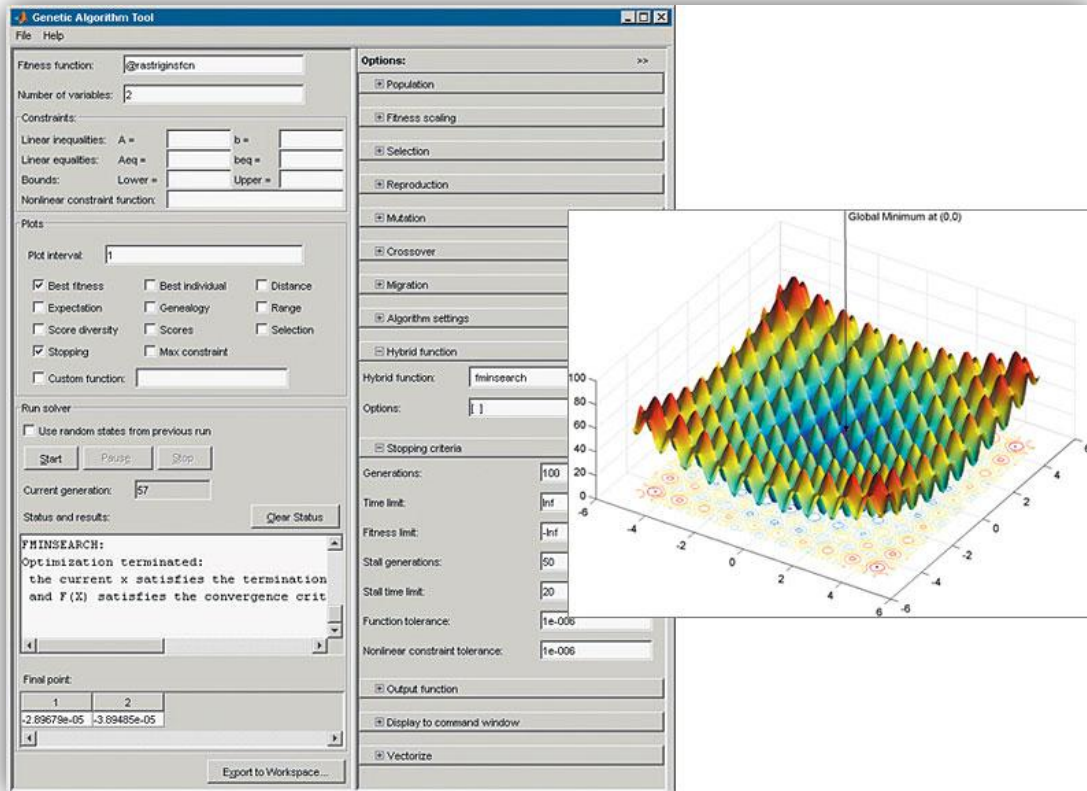 Genetic Algorithm Tool
File Help
Fitness function: @rastriginsfcn
Number of variables: 2
Constraints:
Linear inequalities: A = b =
Linear equalities: Aeq = beq =
Bounds: Lower = Upper =
Nonlinear constraint function:
Plots
Plot interval: 1
Best fitness Best individual Distance
Expectation Genealogy Range
Score diversity Scores Selection
Stopping Max constraint
Custom function:
Run solver
Use random states from previous run
Start Pause Stop
Current generation: 57
Status and results: Clear Status
FMINSEARCH:
Optimization terminated:
the current x satisfies the termination
and F(X) satisfies the convergence crit
Final point:
1 2
-2.89679e-05 -3.89485e-05
Export to Workspace...
Options: >>
Population
Fitness scaling
Selection
Reproduction
Mutation
Crossover
Migration
Algorithm settings
Hybrid function
Hybrid function: fminsearch
Options: [ ]
Stopping criteria
Generations: 100
Time limit: Inf
Fitness limit: -Inf
Stall generations: 50
Stall time limit: 20
Function tolerance: 1e-006
Nonlinear constraint tolerance: 1e-006
Output function
Display to command window
Vectorize
Global Minimum at (0,0)
100
80
60
40
20
0
-6
-4
-2
0
2
4
6
-6
-4
-2
0
2
4
6